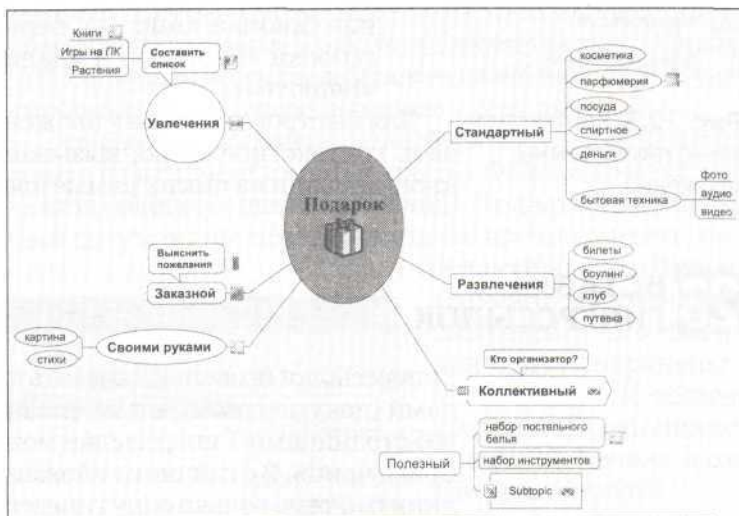 Книги
Игры на ПК
Растения
Составить
список
Увлечения
Подарок
Стандартный
косметика
парфюмерия
посуда
спиртное
деньги
бытовая техника
фото
аудио
видео
Развлечения
билеты
боулинг
клуб
путевка
Выяснить
пожелания
Заказной
картина
стихи
Своими руками
Кто организатор?
Коллективный
Полезный
набор постельного
белья
набор инструментов
Subtopic